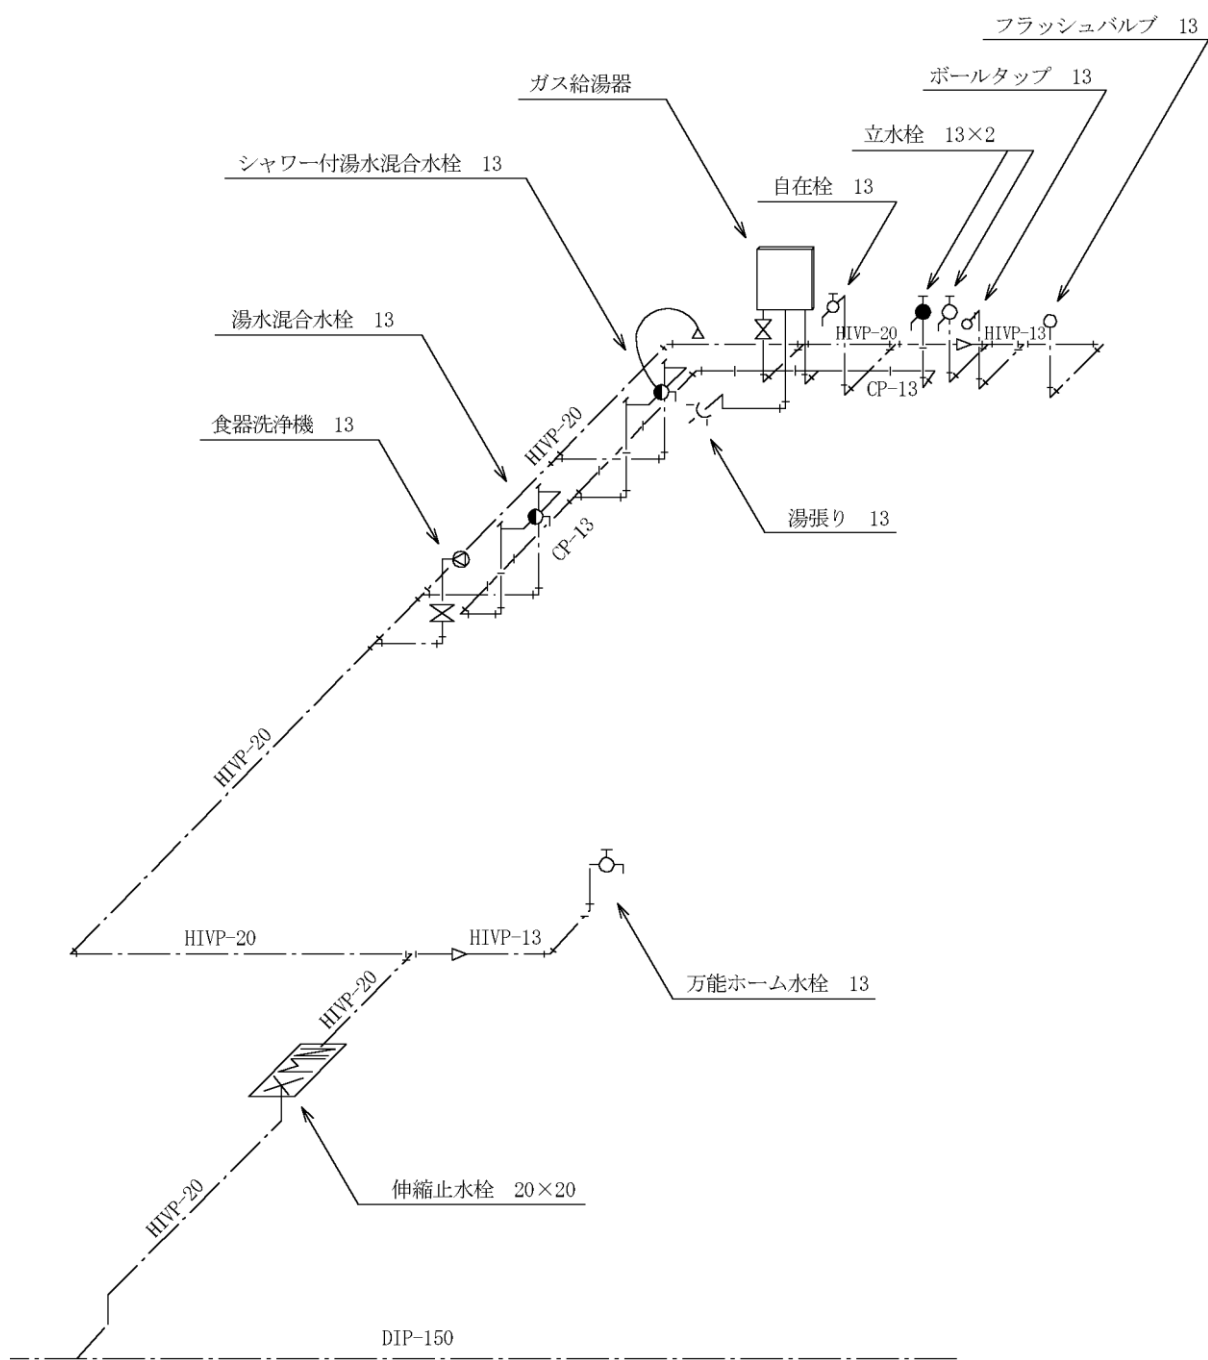 フラッシュバルブ　13
ボールタップ　13
ガス給湯器
立水栓　13×2
シャワー付湯水混合水栓　13
自在栓　13
湯水混合水栓　13
HIVP-20
HIVP-13
CP-13
食器洗浄機　13
HIVP-20
湯張り　13
CP-13
HIVP-20
HIVP-20
HIVP-13
万能ホーム水栓　13
HIVP-20
伸縮止水栓　20×20
HIVP-20
DIP-150